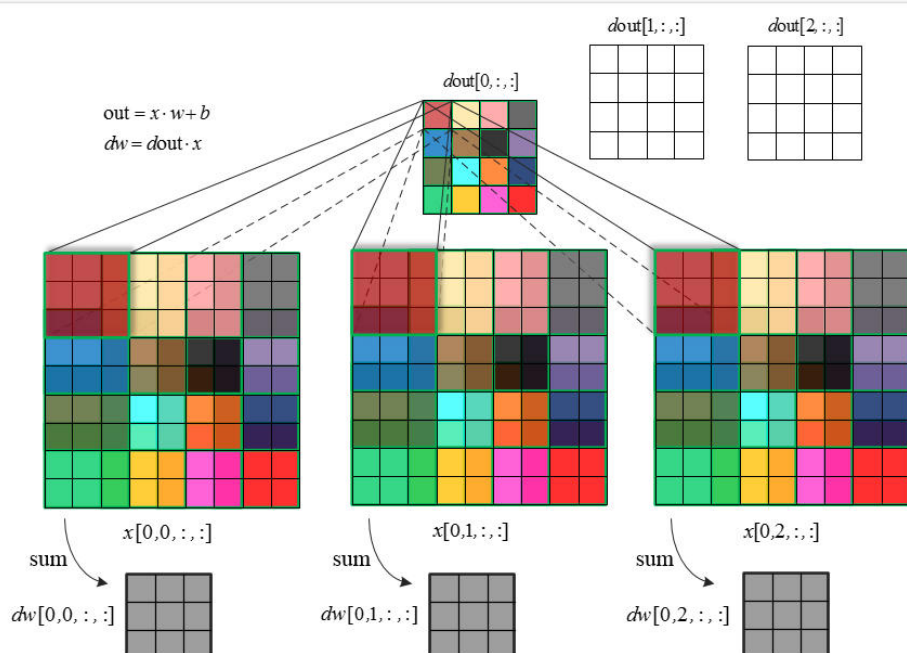 dout[1,:,:]
dout[2,:,:]
dout[0,:,:]
out = x · w + b
dw = dout · x
x[0,0,:,:]
x[0,1,:,:]
x[0,2,:,:]
sum
sum
sum
dw[0,0,:,:]
dw[0,1,:,:]
dw[0,2,:,:]